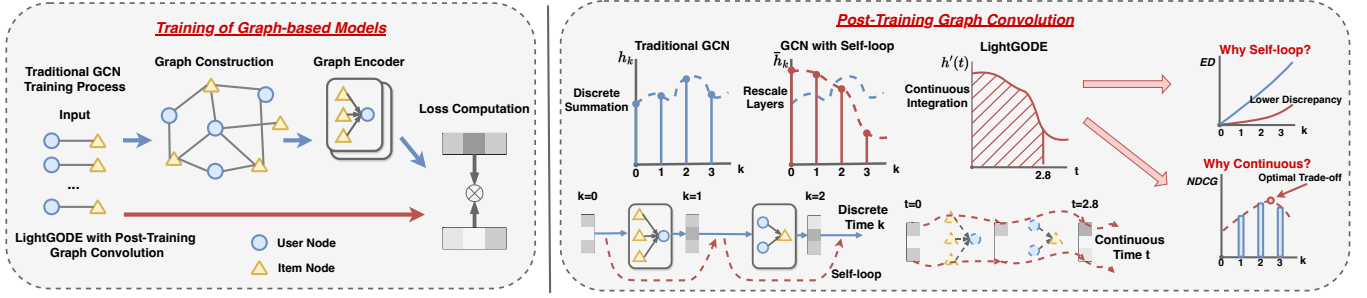 Training of Graph-based Models
Traditional GCN
Training Process
Input
...
Graph Construction
Graph Encoder
Loss Computation
LightGODE with Post-Training
Graph Convolution
User Node
Item Node
Post-Training Graph Convolution
Traditional GCN
h_k
Discrete
Summation
0 1 2 3 k
GCN with Self-loop
h̄_k
Rescale
Layers
0 1 2 3 k
LightGODE
h'(t)
Continuous
Integration
2.8 t
Why Self-loop?
ED
Lower Discrepancy
0 1 2 3 k
Why Continuous?
NDCG
Optimal Trade-off
0 1 2 3 k
k=0
k=1
k=2
Discrete
Time k
Self-loop
t=0
t=2.8
Continuous
Time t